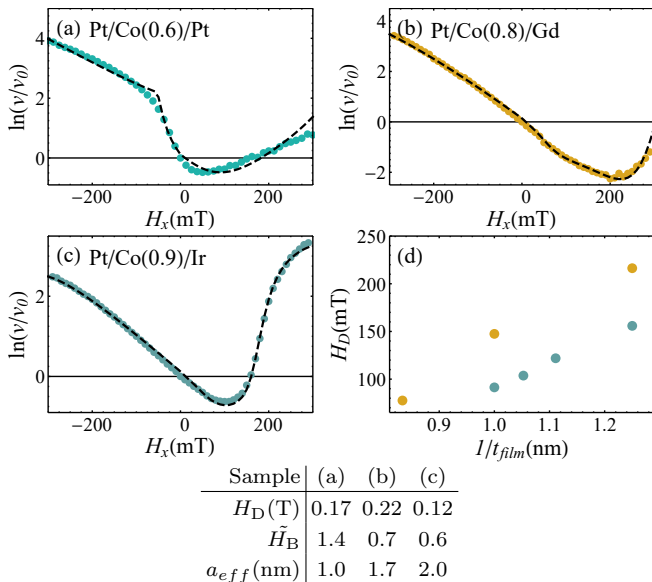 (a) Pt/Co(0.6)/Pt
ln(v/v0)
4
2
0
−200 0 200
Hx(mT)
(b) Pt/Co(0.8)/Gd
ln(v/v0)
4
2
0
−2
−200 0 200
Hx(mT)
(c) Pt/Co(0.9)/Ir
ln(v/v0)
2
0
−200 0 200
Hx(mT)
(d)
HD(mT)
250
200
150
100
0.9 1.0 1.1 1.2
1/tfilm(nm)
Sample (a) (b) (c)
HD(T) 0.17 0.22 0.12
H̃B 1.4 0.7 0.6
aeff(nm) 1.0 1.7 2.0